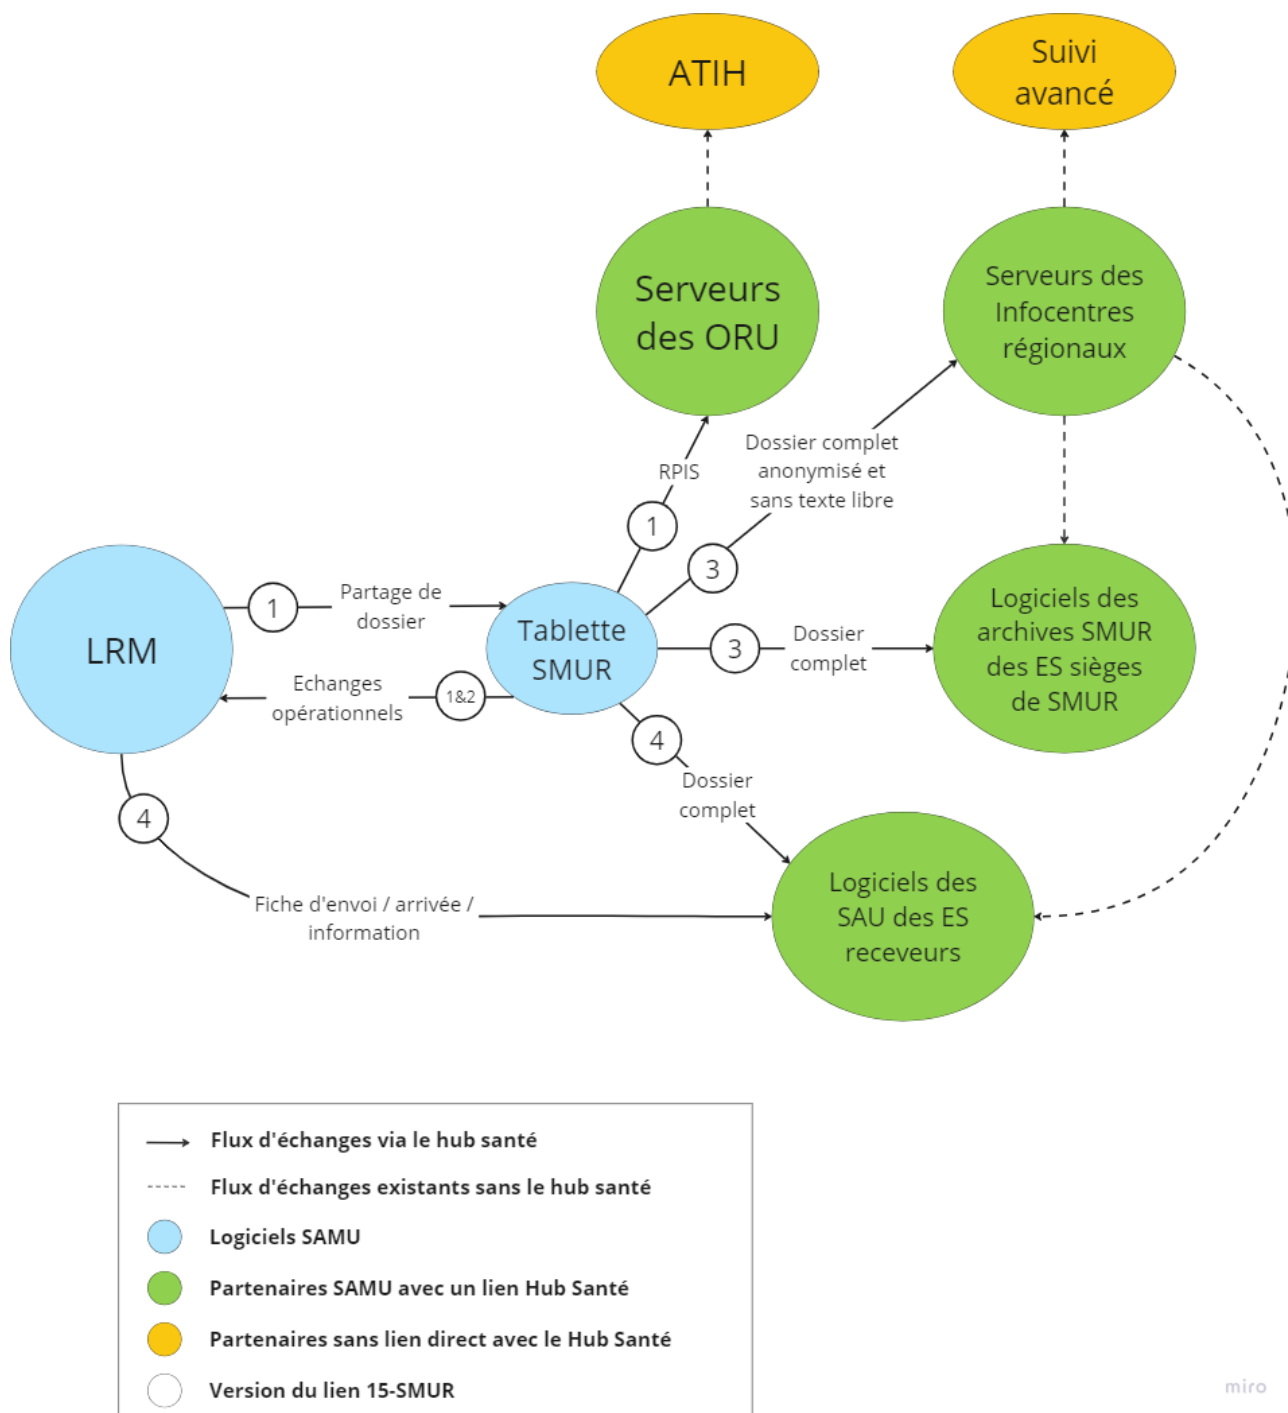 ATIH
Suivi
avancé
Serveurs
des ORU
Serveurs des
Infocentres
régionaux
Dossier complet
anonymisé et
sans texte libre
RPIS
1
3
LRM
1
Partage de
dossier
Tablette
SMUR
3
Dossier
complet
Logiciels des
archives SMUR
des ES sièges
de SMUR
Echanges
opérationnels
1&2
4
Dossier
complet
4
Fiche d'envoi / arrivée /
information
Logiciels des
SAU des ES
receveurs
Flux d'échanges via le hub santé
Flux d'échanges existants sans le hub santé
Logiciels SAMU
Partenaires SAMU avec un lien Hub Santé
Partenaires sans lien direct avec le Hub Santé
Version du lien 15-SMUR
miro